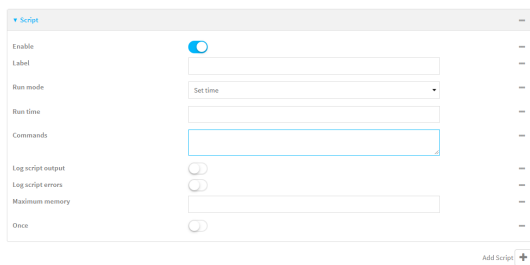 Script
Enable
Label
Run mode
Set time
Run time
Commands
Log script output
Log script errors
Maximum memory
Once
Add Script